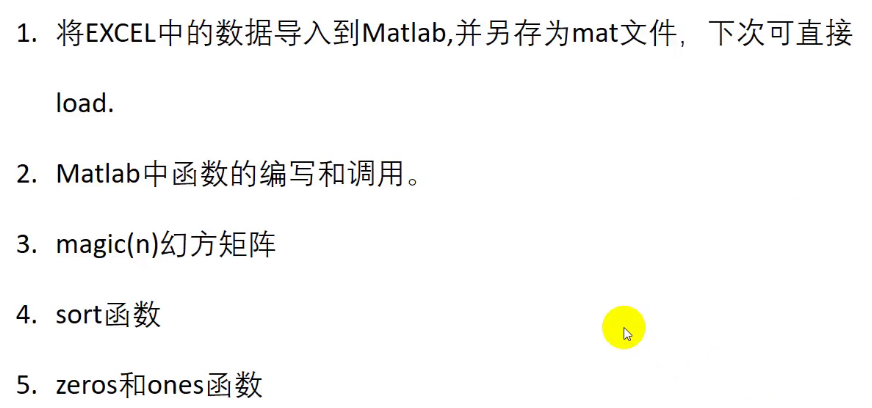 1. 将EXCEL中的数据导入到Matlab,并另存为mat文件，下次可直接
load.
2. Matlab中函数的编写和调用。
3. magic(n)幻方矩阵
4. sort函数
5. zeros和ones函数